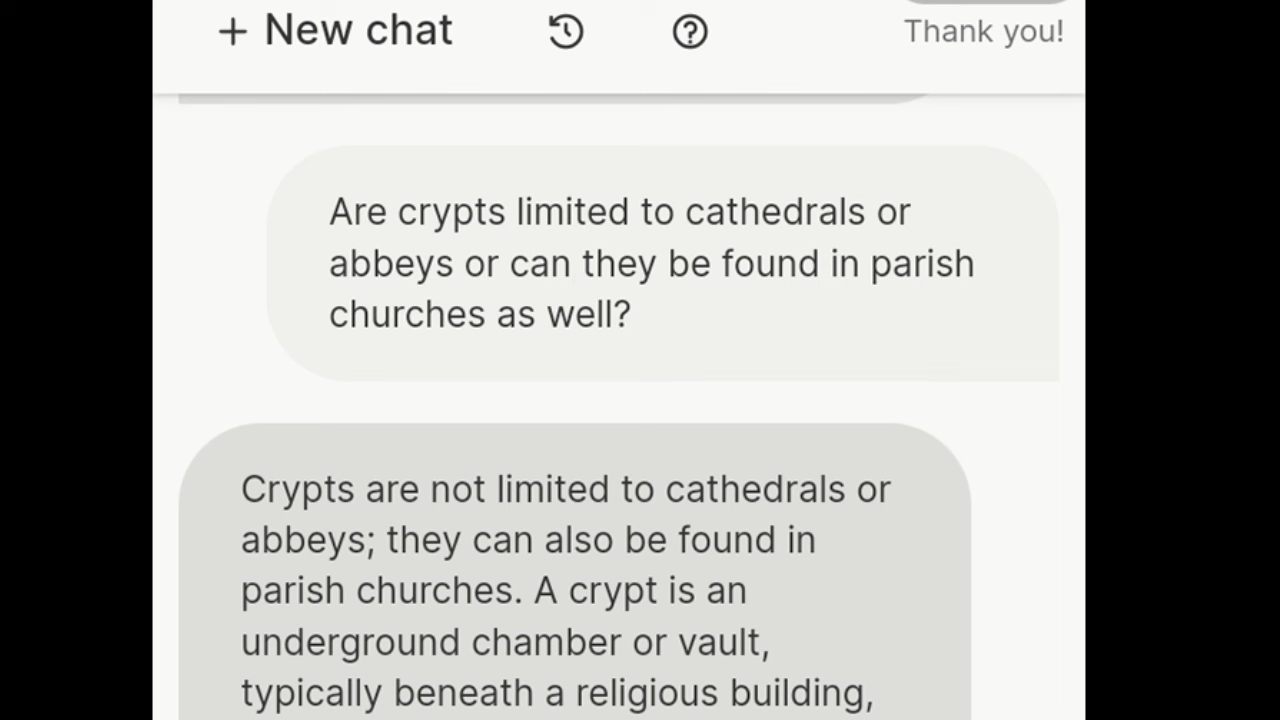 + New chat
Thank you!
Are crypts limited to cathedrals or
abbeys or can they be found in parish
churches as well?
Crypts are not limited to cathedrals or
abbeys; they can also be found in
parish churches. A crypt is an
underground chamber or vault,
typically beneath a religious building,